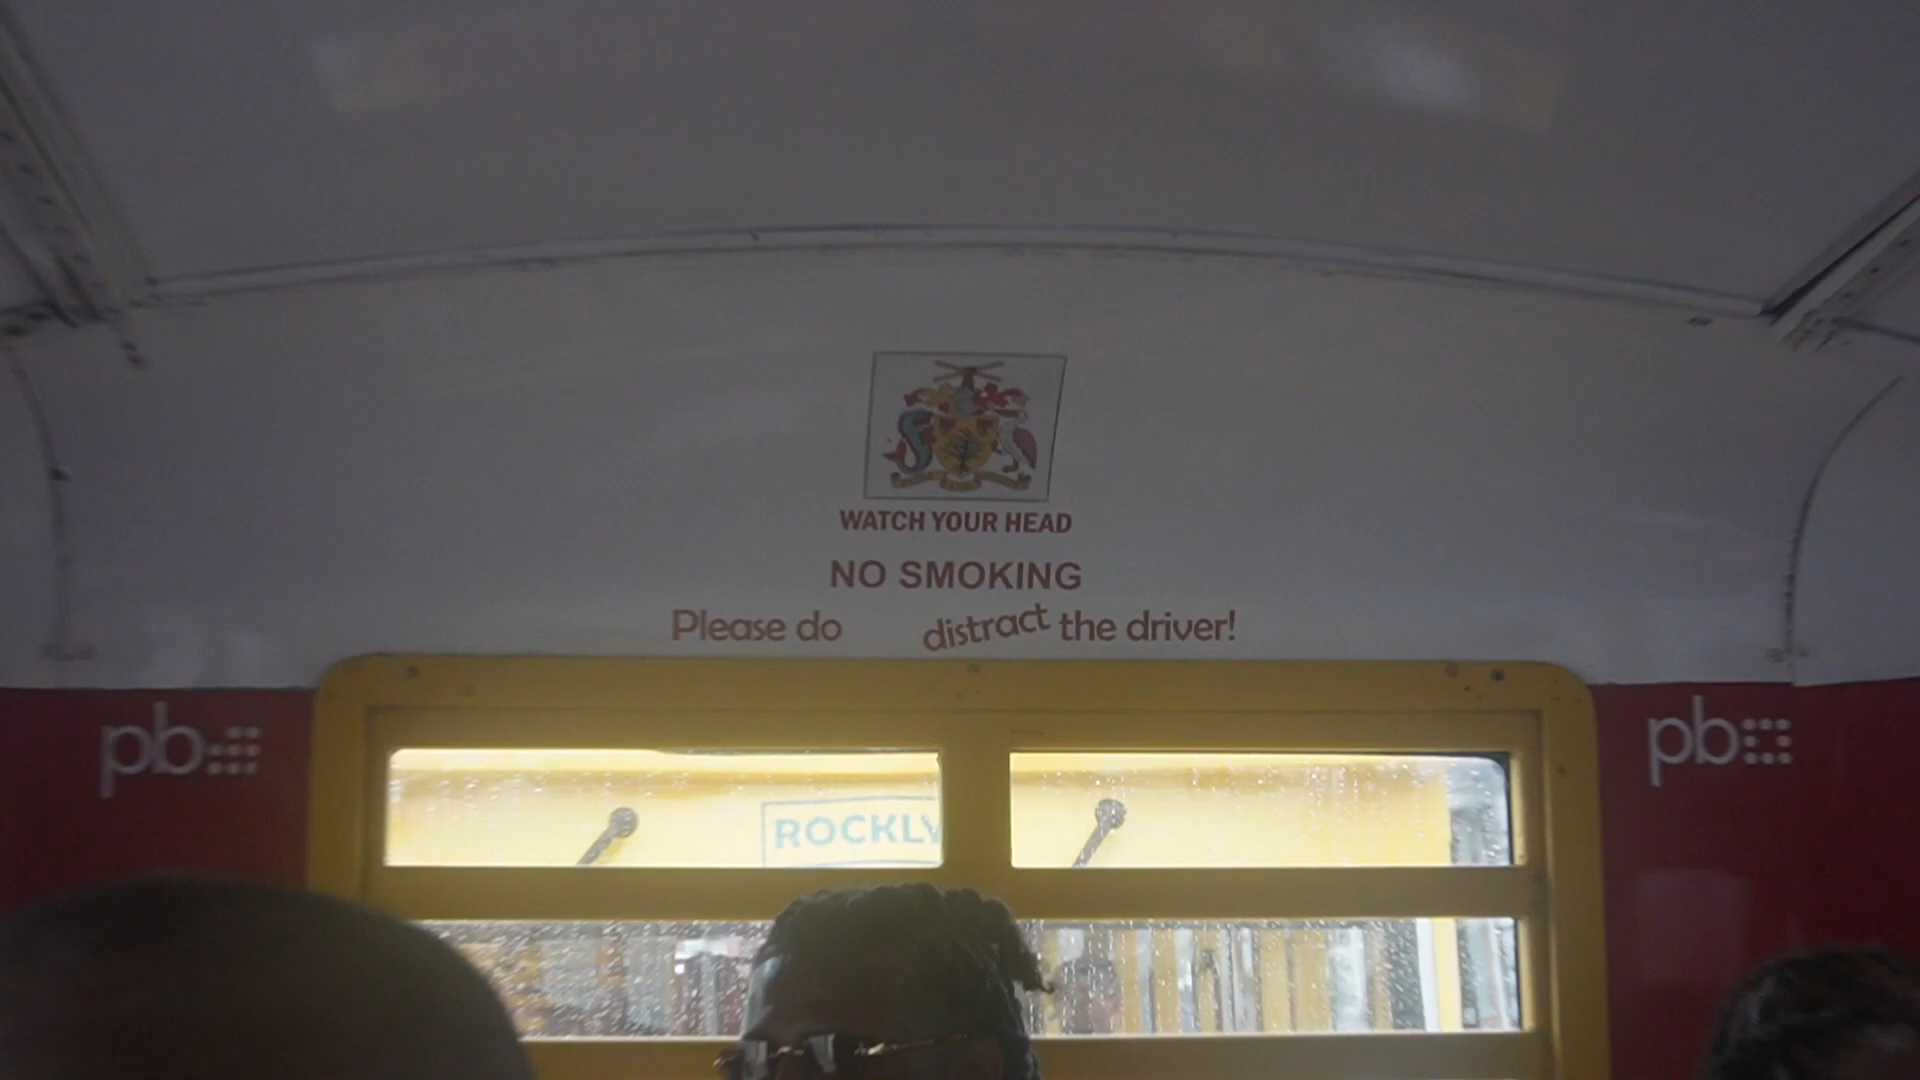 WATCH YOUR HEAD
NO SMOKING
Please do distract the driver!
pb
pb
ROCKLY